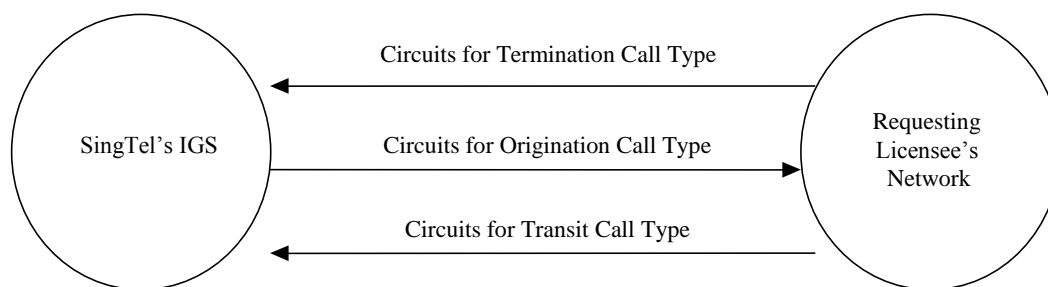 Circuits for Termination Call Type
SingTel’s IGS
Circuits for Origination Call Type
Requesting
Licensee’s
Network
Circuits for Transit Call Type